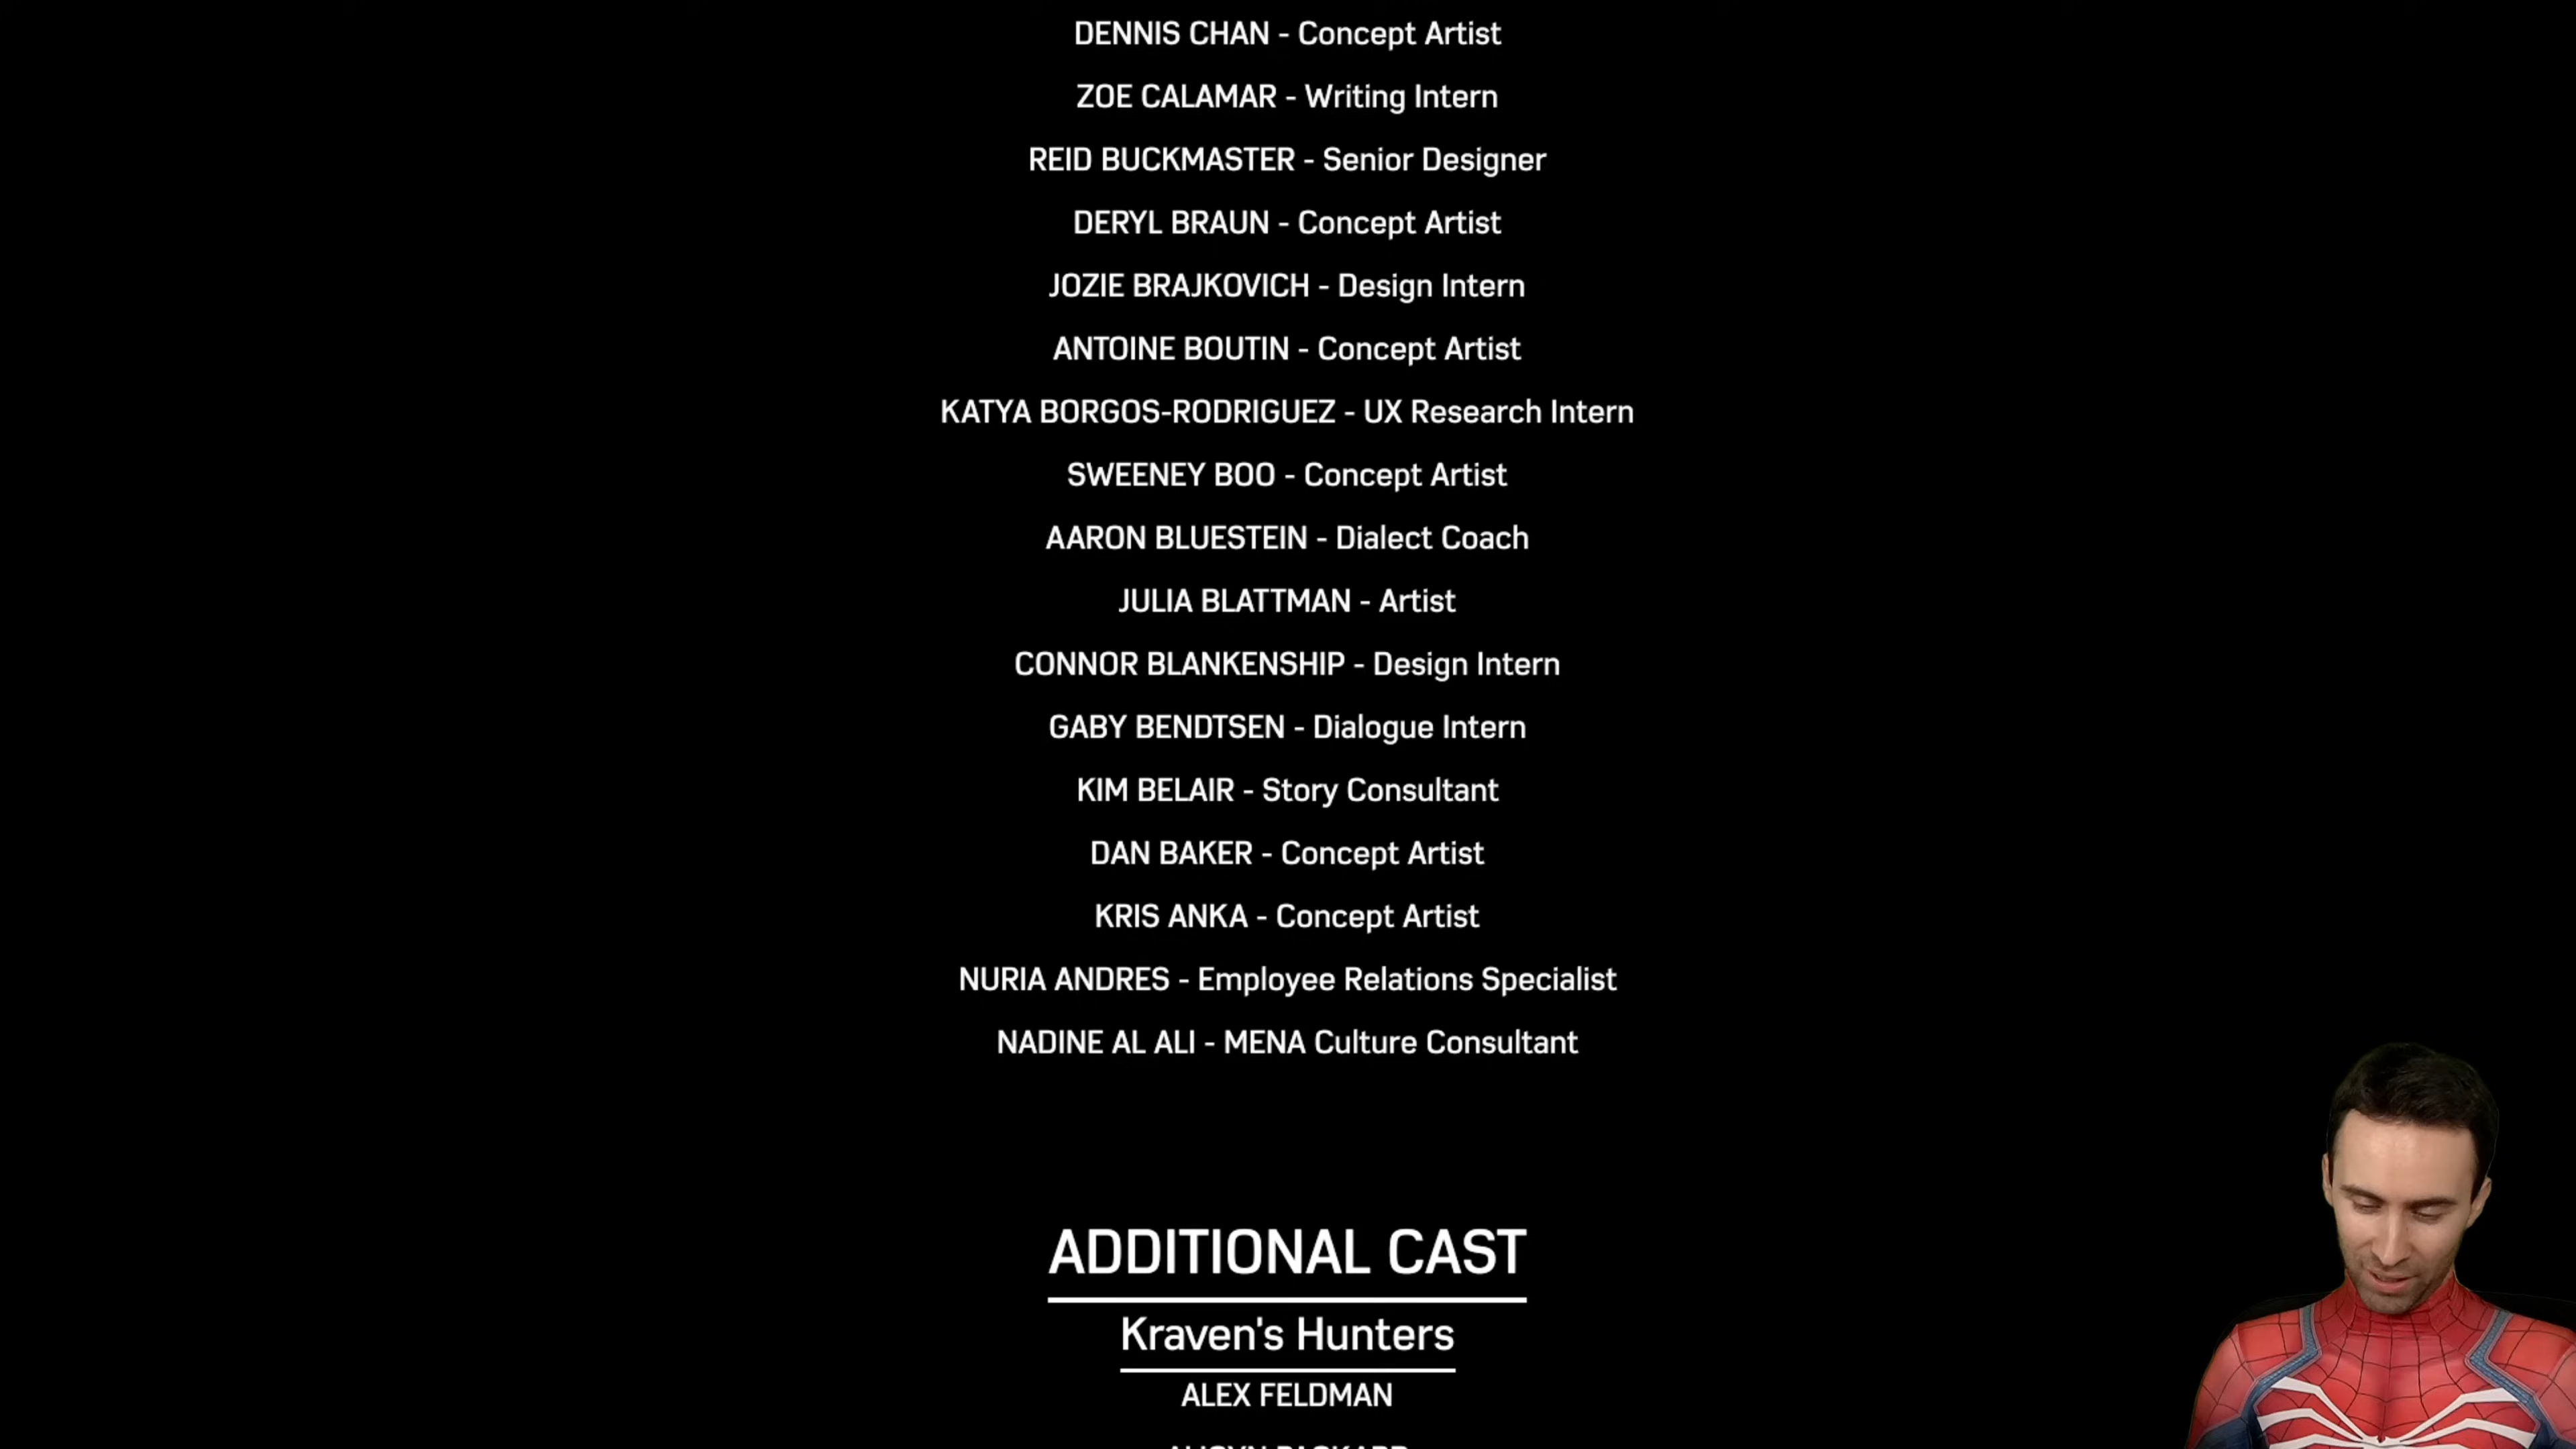 DENNIS CHAN - Concept Artist
ZOE CALAMAR - Writing Intern
REID BUCKMASTER - Senior Designer
DERYL BRAUN - Concept Artist
JOZIE BRAJKOVICH - Design Intern
ANTOINE BOUTIN - Concept Artist
KATYA BORGOS-RODRIGUEZ - UX Research Intern
SWEENEY BOO - Concept Artist
AARON BLUESTEIN - Dialect Coach
JULIA BLATTMAN - Artist
CONNOR BLANKENSHIP - Design Intern
GABY BENDTSEN - Dialogue Intern
KIM BELAIR - Story Consultant
DAN BAKER - Concept Artist
KRIS ANKA - Concept Artist
NURIA ANDRES - Employee Relations Specialist
NADINE AL ALI - MENA Culture Consultant
ADDITIONAL CAST
Kraven's Hunters
ALEX FELDMAN